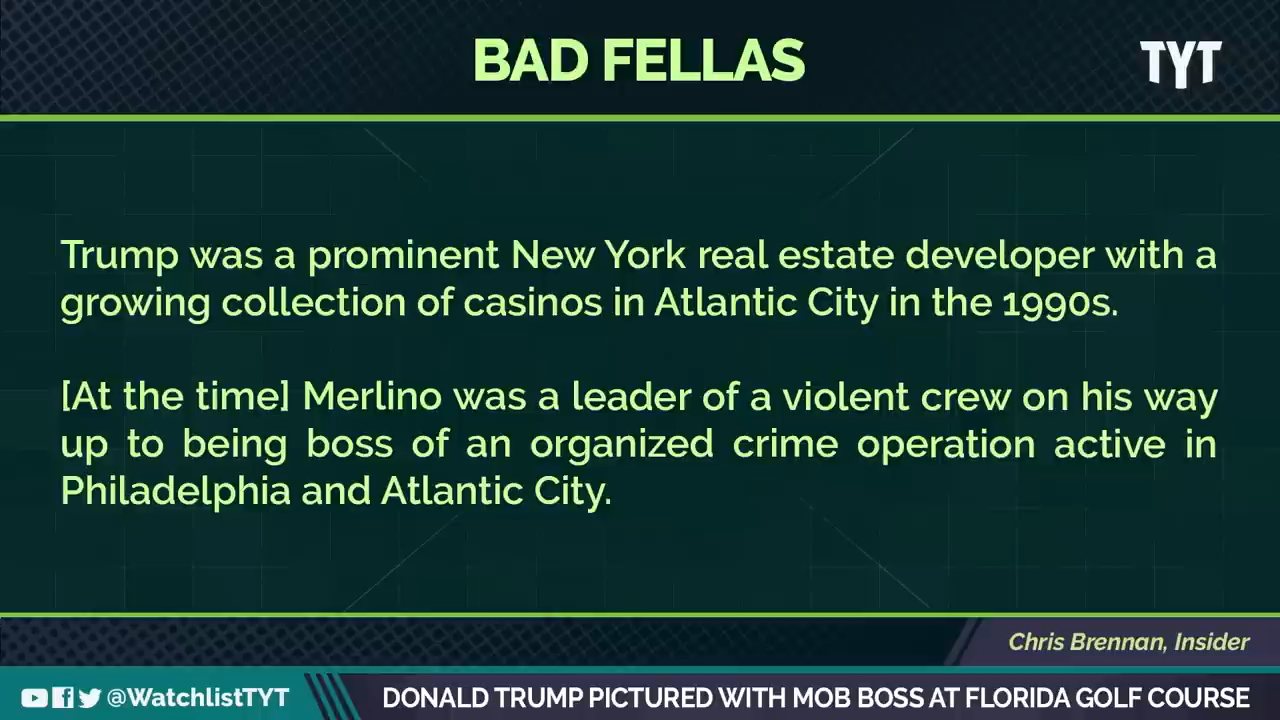 BAD FELLAS
TYT
Trump was a prominent New York real estate developer with a
growing collection of casinos in Atlantic City in the 1990s.
[At the time] Merlino was a leader of a violent crew on his way
up to being boss of an organized crime operation active in
Philadelphia and Atlantic City.
Chris Brennan, Insider
@WatchlistTYT
DONALD TRUMP PICTURED WITH MOB BOSS AT FLORIDA GOLF COURSE